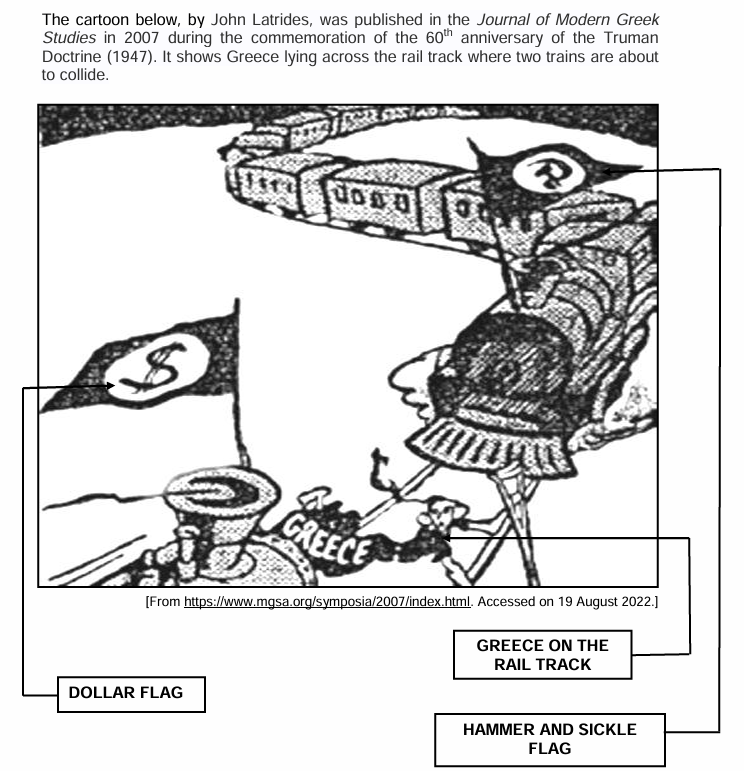 The cartoon below, by John Latrides, was published in the Journal of Modern Greek
Studies in 2007 during the commemoration of the 60th anniversary of the Truman
Doctrine (1947). It shows Greece lying across the rail track where two trains are about
to collide.
$
GREECE
[From https://www.mgsa.org/symposia/2007/index.html. Accessed on 19 August 2022.]
GREECE ON THE
RAIL TRACK
DOLLAR FLAG
HAMMER AND SICKLE
FLAG